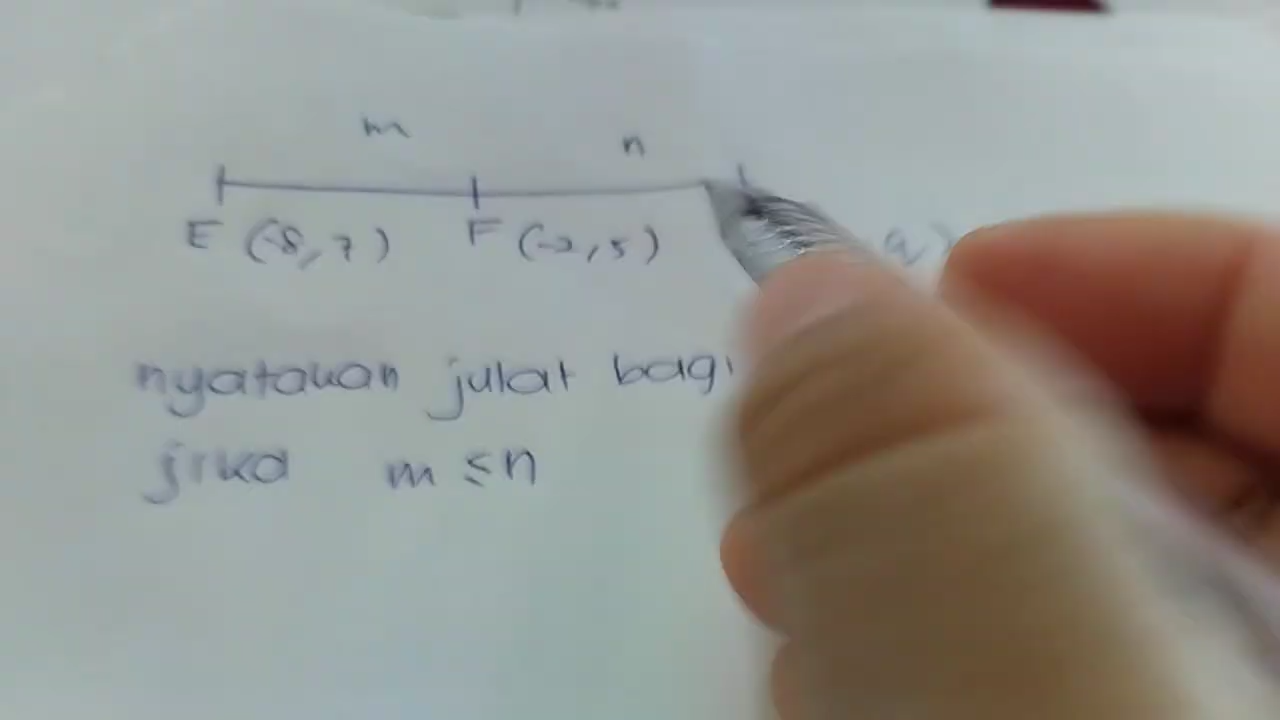 m n
E (-8, 7) F (-2, 5) q)
nyatakan julat bagi
jika m ≤ n